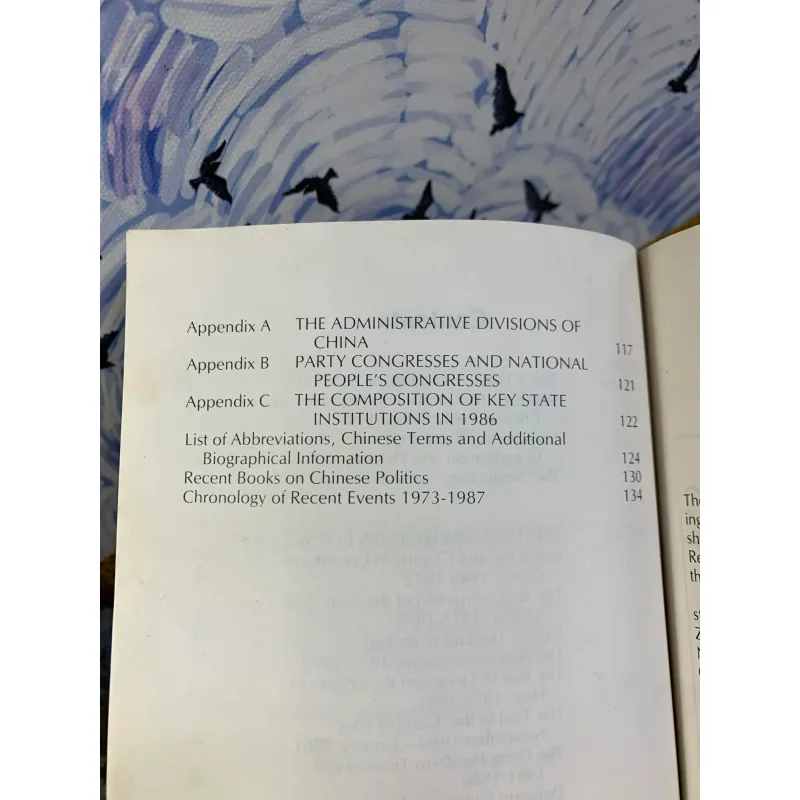 Appendix A THE ADMINISTRATIVE DIVISIONS OF
CHINA 117
Appendix B PARTY CONGRESSES AND NATIONAL
PEOPLE'S CONGRESSES 121
Appendix C THE COMPOSITION OF KEY STATE
INSTITUTIONS IN 1986 122
List of Abbreviations, Chinese Terms and Additional
Biographical Information 124
Recent Books on Chinese Politics 130
Chronology of Recent Events 1973-1987 134